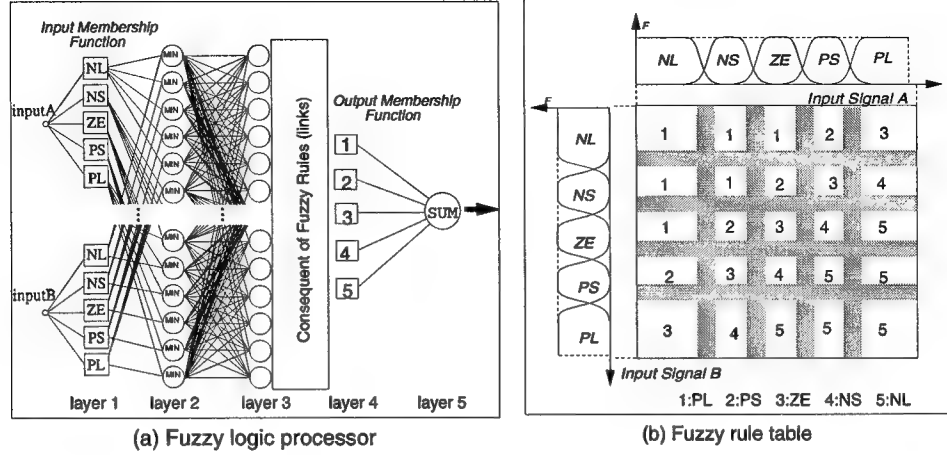 Input Membership
Function
NL
NS
ZE
PS
PL
inputA
MIN
MIN
MIN
MIN
MIN
MIN
NL
NS
ZE
PS
PL
inputB
MIN
MIN
MIN
MIN
MIN
MIN
Consequent of Fuzzy Rules (links)
Output Membership
Function
1
2
3
4
5
SUM
layer 1 layer 2 layer 3 layer 4 layer 5
(a) Fuzzy logic processor
F
NL NS ZE PS PL
Input Signal A
F
NL
NS
ZE
PS
PL
1 1 1 2 3
1 1 2 3 4
1 2 3 4 5
2 3 4 5 5
3 4 5 5 5
Input Signal B
1:PL 2:PS 3:ZE 4:NS 5:NL
(b) Fuzzy rule table